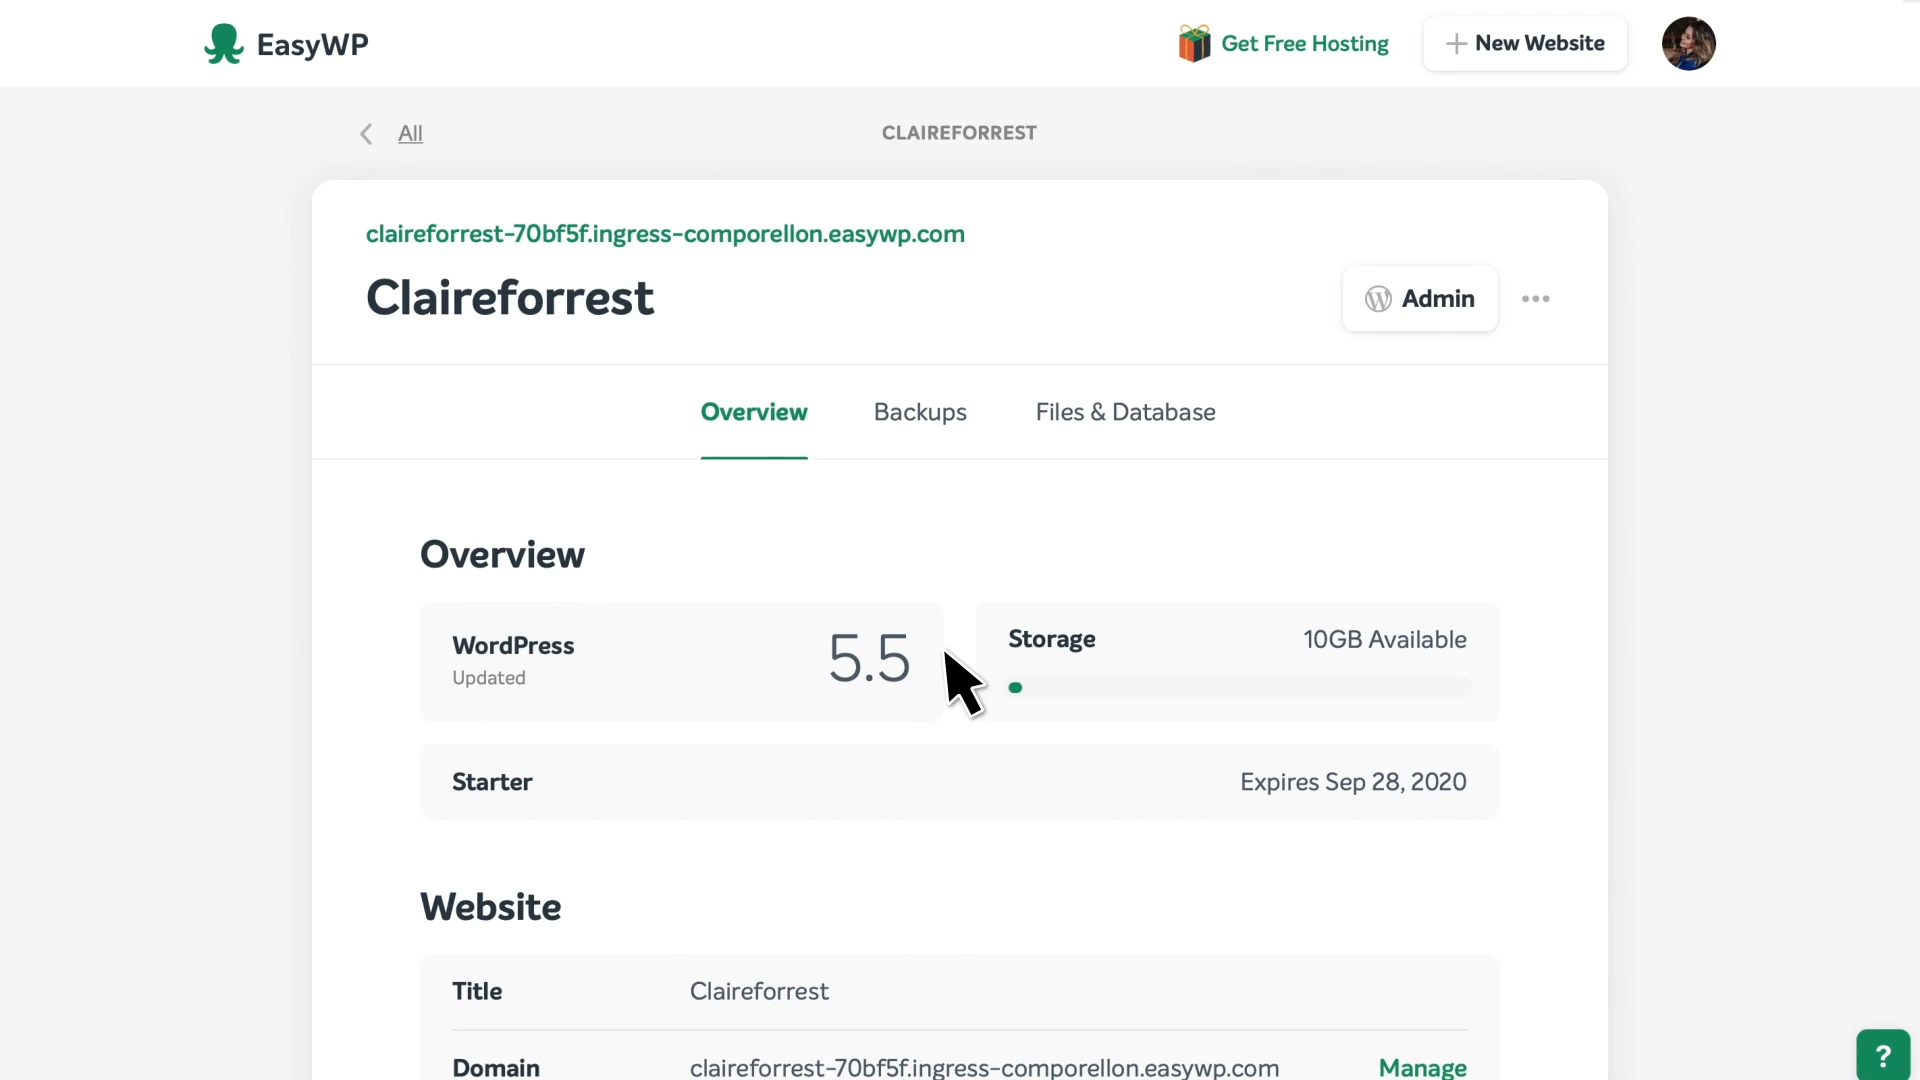 EasyWP
Get Free Hosting
New Website
All
CLAIREFORREST
claireforrest-70bf5f.ingress-comporellon.easywp.com
Claireforrest
Admin
Overview
Backups
Files & Database
Overview
WordPress
Updated
5.5
Storage
10GB Available
Starter
Expires Sep 28, 2020
Website
Title
Claireforrest
Domain
claireforrest-70bf5f.ingress-comporellon.easywp.com
Manage
?